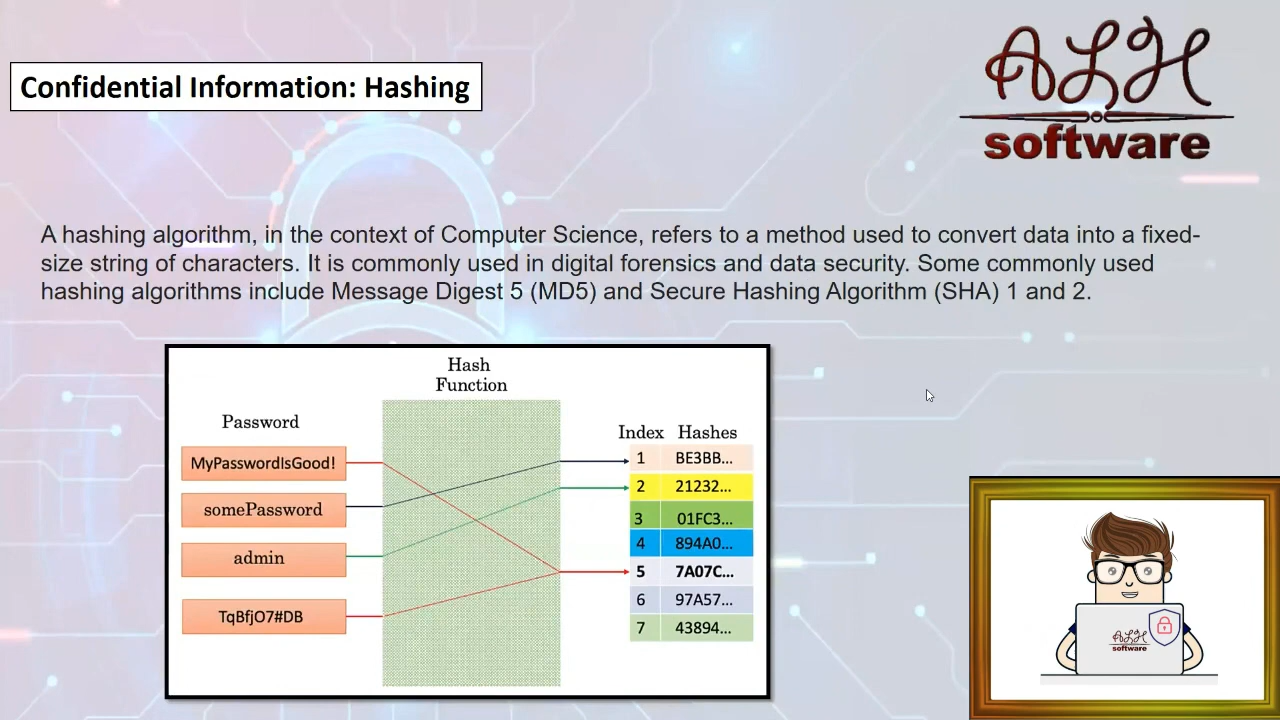 Confidential Information: Hashing
ALH
software
A hashing algorithm, in the context of Computer Science, refers to a method used to convert data into a fixed-
size string of characters. It is commonly used in digital forensics and data security. Some commonly used
hashing algorithms include Message Digest 5 (MD5) and Secure Hashing Algorithm (SHA) 1 and 2.
Hash
Function
Password
Index Hashes
MyPasswordIsGood!
somePassword
admin
TqBfjO7#DB
1 BE3BB...
2 21232...
3 01FC3...
4 894A0...
5 7A07C...
6 97A57...
7 43894...
ALH
software